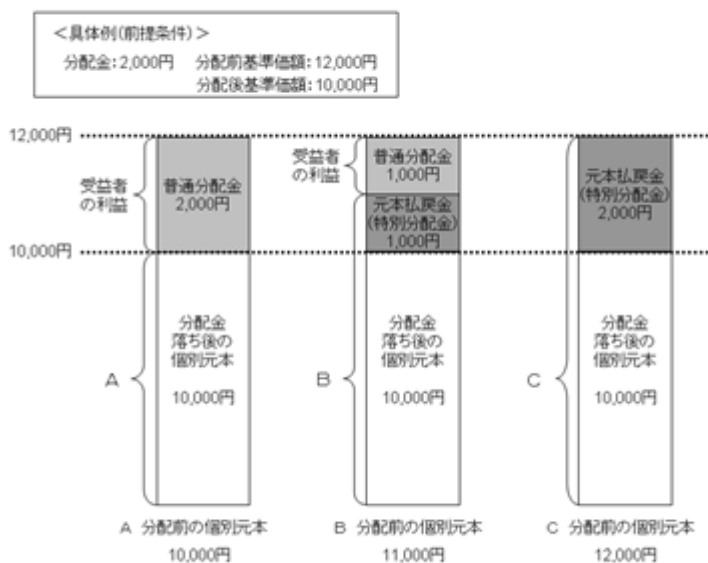 ＜具体例(前提条件)＞
分配金：2,000円　分配前基準価額：12,000円
分配後基準価額：10,000円
12,000円
10,000円
受益者
の利益
普通分配金
2,000円
分配金
落ち後の
個別元本
10,000円
A
A 分配前の個別元本
10,000円
受益者
の利益
普通分配金
1,000円
元本払戻金
(特別分配金)
1,000円
分配金
落ち後の
個別元本
10,000円
B
B 分配前の個別元本
11,000円
元本払戻金
(特別分配金)
2,000円
分配金
落ち後の
個別元本
10,000円
C
C 分配前の個別元本
12,000円